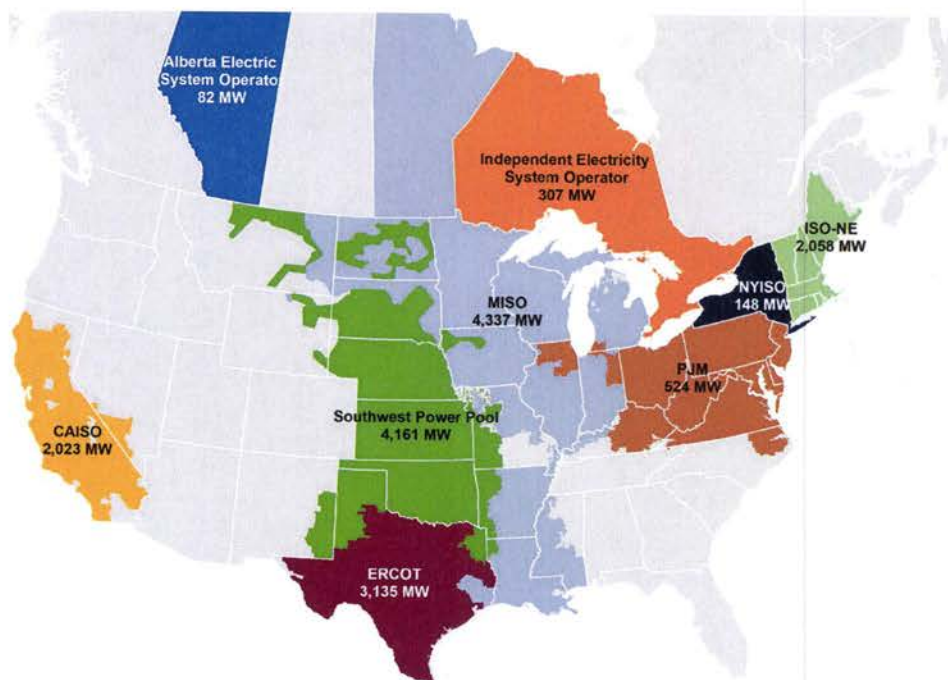 Alberta Electric
System Operator
82 MW
Independent Electricity
System Operator
307 MW
ISO-NE
2,058 MW
NYISO
148 MW
MISO
4,337 MW
PJM
524 MW
Southwest Power Pool
4,161 MW
CAISO
2,023 MW
ERCOT
3,135 MW